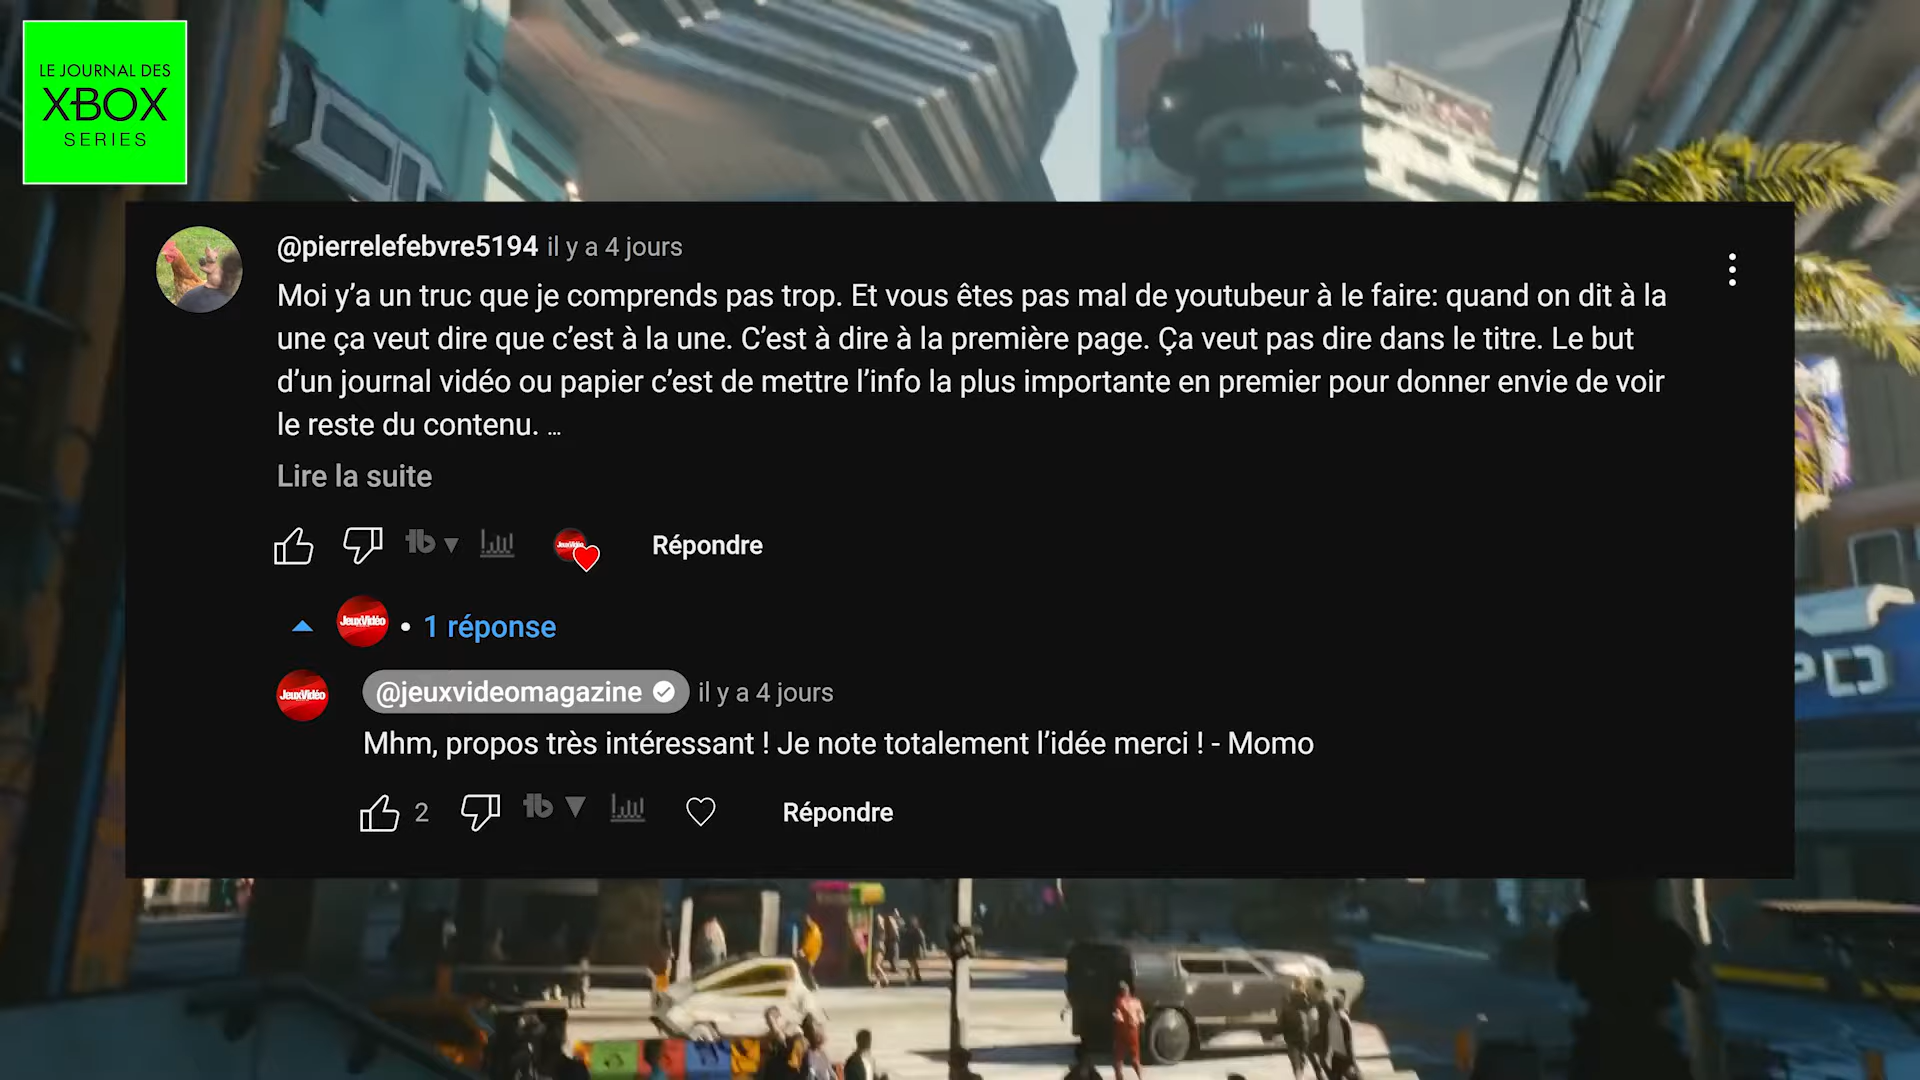 LE JOURNAL DES
XBOX
SERIES
@pierrelefebvre5194 il y a 4 jours
Moi y’a un truc que je comprends pas trop. Et vous êtes pas mal de youtubeur à le faire: quand on dit à la
une ça veut dire que c’est à la une. C’est à dire à la première page. Ça veut pas dire dans le titre. Le but
d’un journal vidéo ou papier c’est de mettre l’info la plus importante en premier pour donner envie de voir
le reste du contenu. ...
Lire la suite
JeuxVidéo
Répondre
JeuxVidéo • 1 réponse
JeuxVidéo
@jeuxvideomagazine il y a 4 jours
Mhm, propos très intéressant ! Je note totalement l’idée merci ! - Momo
2
Répondre